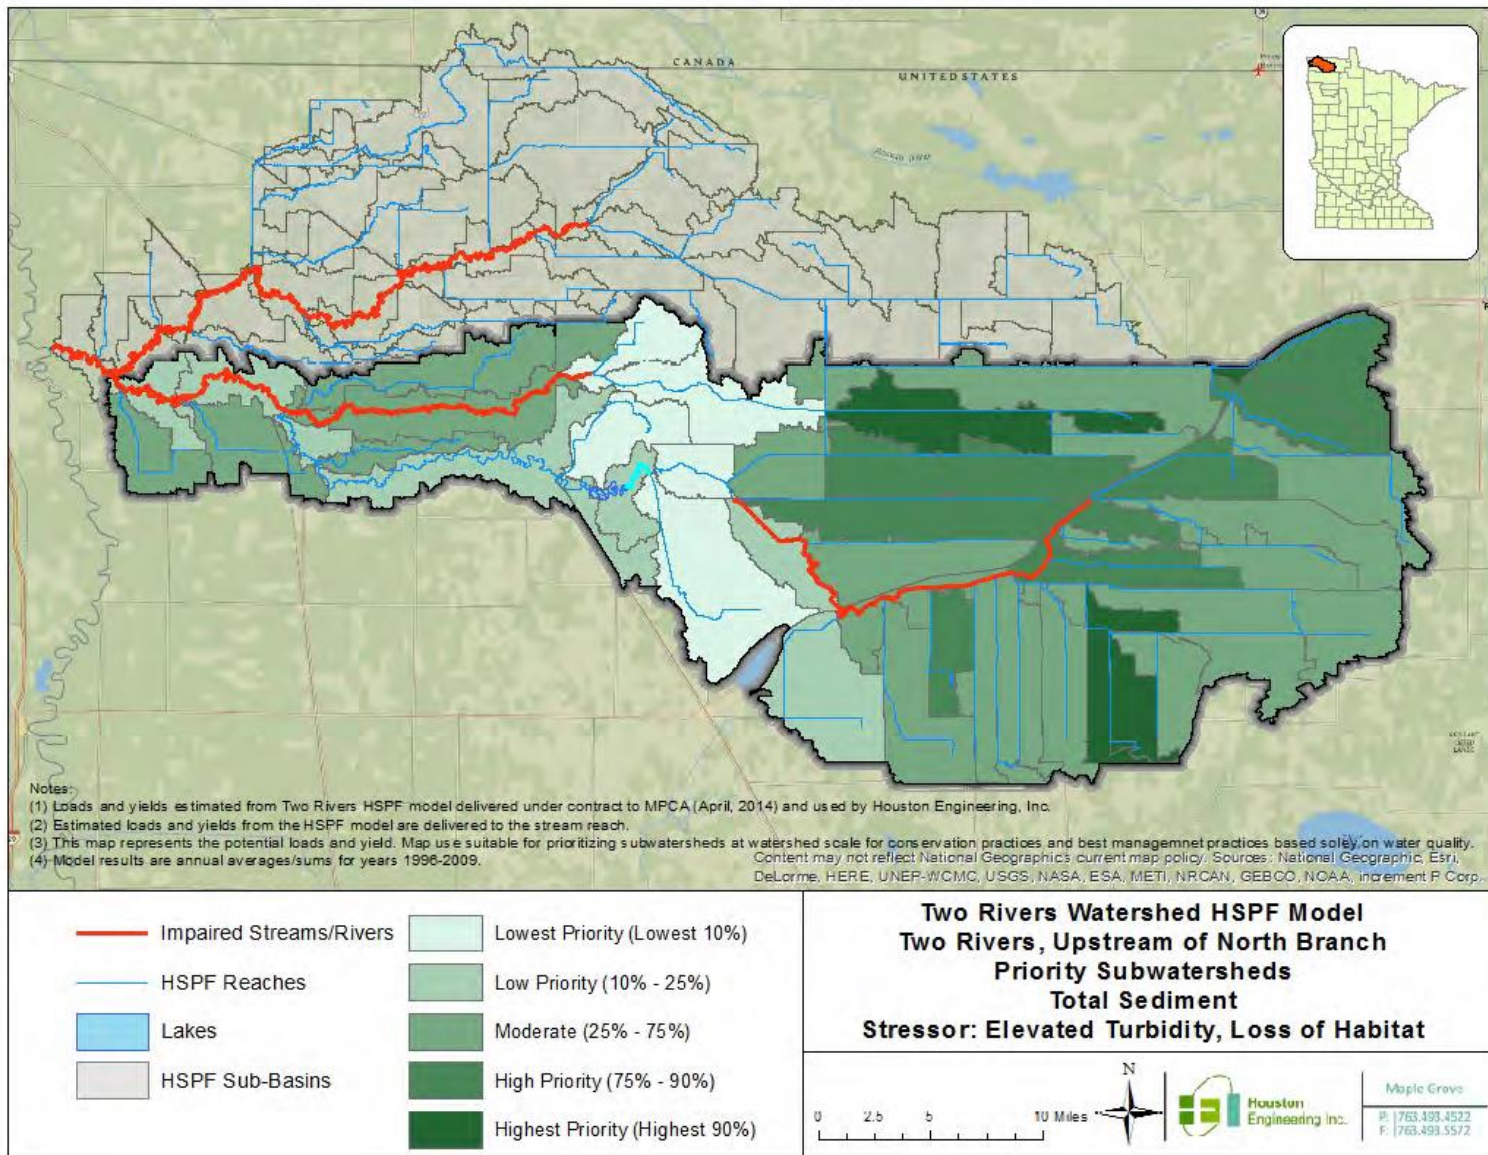 CANADA
UNITED STATES
Notes:
(1) Loads and yields estimated from Two Rivers HSPF model delivered under contract to MPCA (April, 2014) and used by Houston Engineering, Inc.
(2) Estimated loads and yields from the HSPF model are delivered to the stream reach.
(3) This map represents the potential loads and yield. Map use suitable for prioritizing subwatersheds at watershed scale for conservation practices and best managemnet practices based soley on water quality.
(4) Model results are annual averages/sums for years 1996-2009.
Content may not reflect National Geographic's current map policy. Sources: National Geographic, Esri,
DeLorme, HERE, UNEP-WCMC, USGS, NASA, ESA, METI, NRCAN, GEBCO, NOAA, increment P Corp.
Impaired Streams/Rivers
HSPF Reaches
Lakes
HSPF Sub-Basins
Lowest Priority (Lowest 10%)
Low Priority (10% - 25%)
Moderate (25% - 75%)
High Priority (75% - 90%)
Highest Priority (Highest 90%)
Two Rivers Watershed HSPF Model
Two Rivers, Upstream of North Branch
Priority Subwatersheds
Total Sediment
Stressor: Elevated Turbidity, Loss of Habitat
0 2.5 5 10 Miles
N
Houston
Engineering Inc.
Maple Grove
P: 763.493.4522
F: 763.493.5572